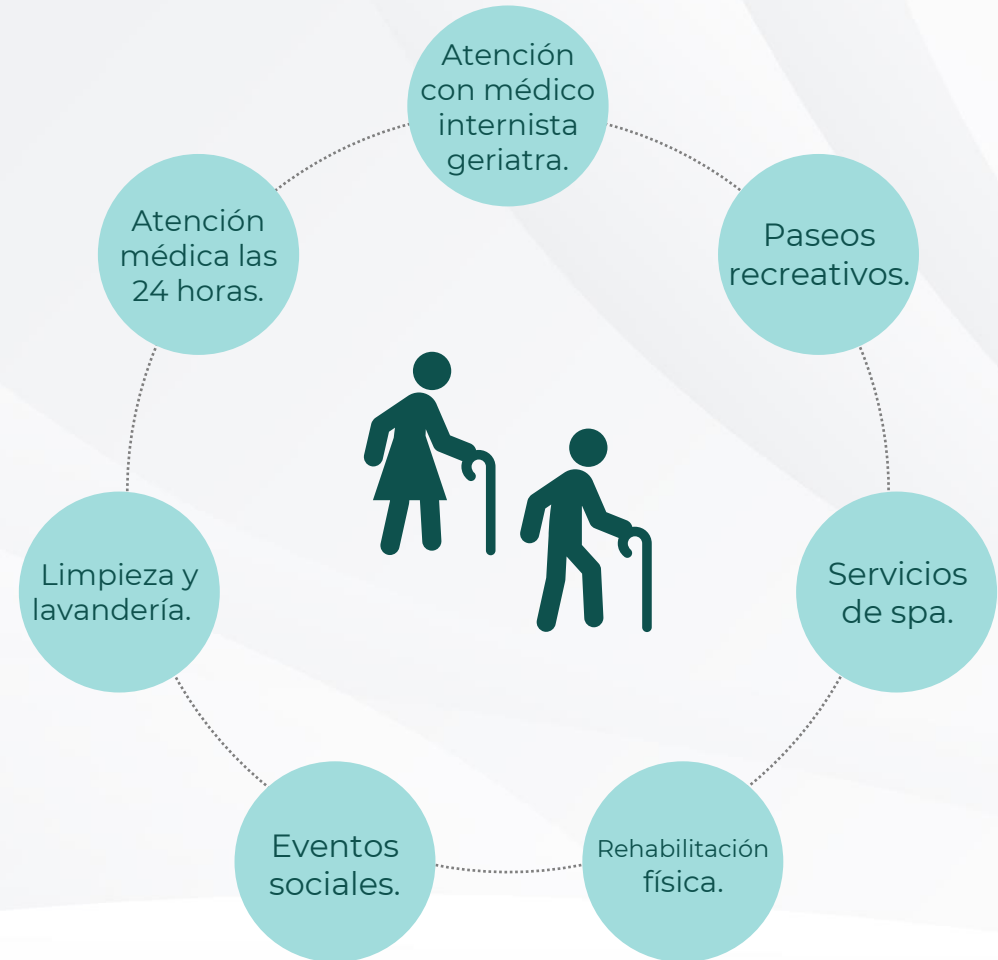 Atención
con médico
internista
geriatra.
Paseos
recreativos.
Servicios
de spa.
Rehabilitación
física.
Eventos
sociales.
Limpieza y
lavandería.
Atención
médica las
24 horas.